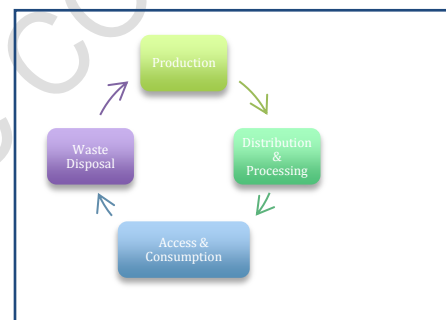 Production
Distribution
&
Processing
Access &
Consumption
Waste
Disposal